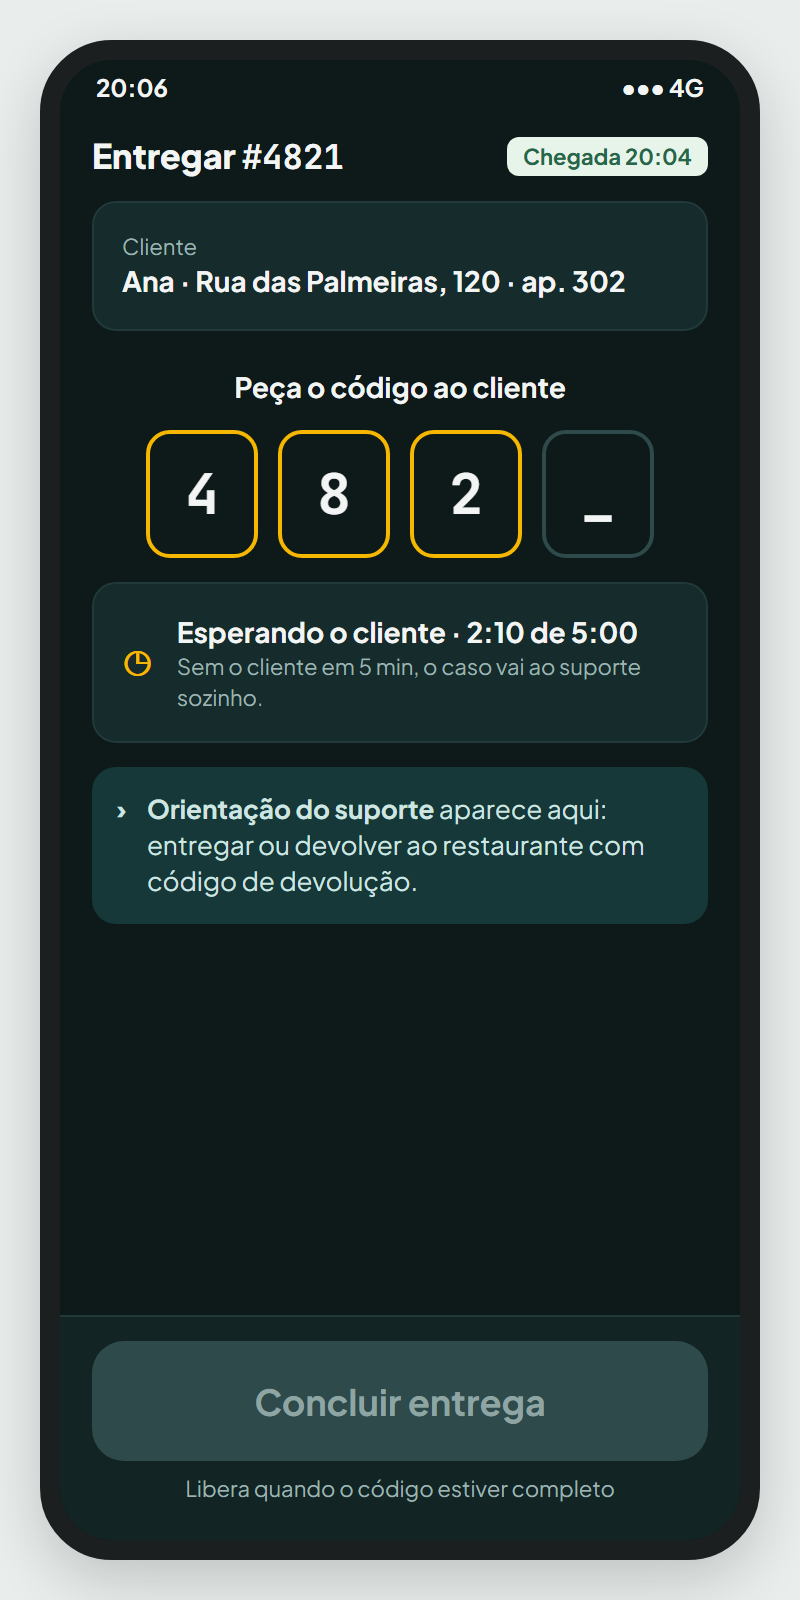 20:06
●●● 4G
Entregar #4821
Chegada 20:04
Cliente
Ana · Rua das Palmeiras, 120 · ap. 302
Peça o código ao cliente
4 8 2 _
Esperando o cliente · 2:10 de 5:00
Sem o cliente em 5 min, o caso vai ao suporte
sozinho.
› Orientação do suporte aparece aqui:
entregar ou devolver ao restaurante com
código de devolução.
Concluir entrega
Libera quando o código estiver completo